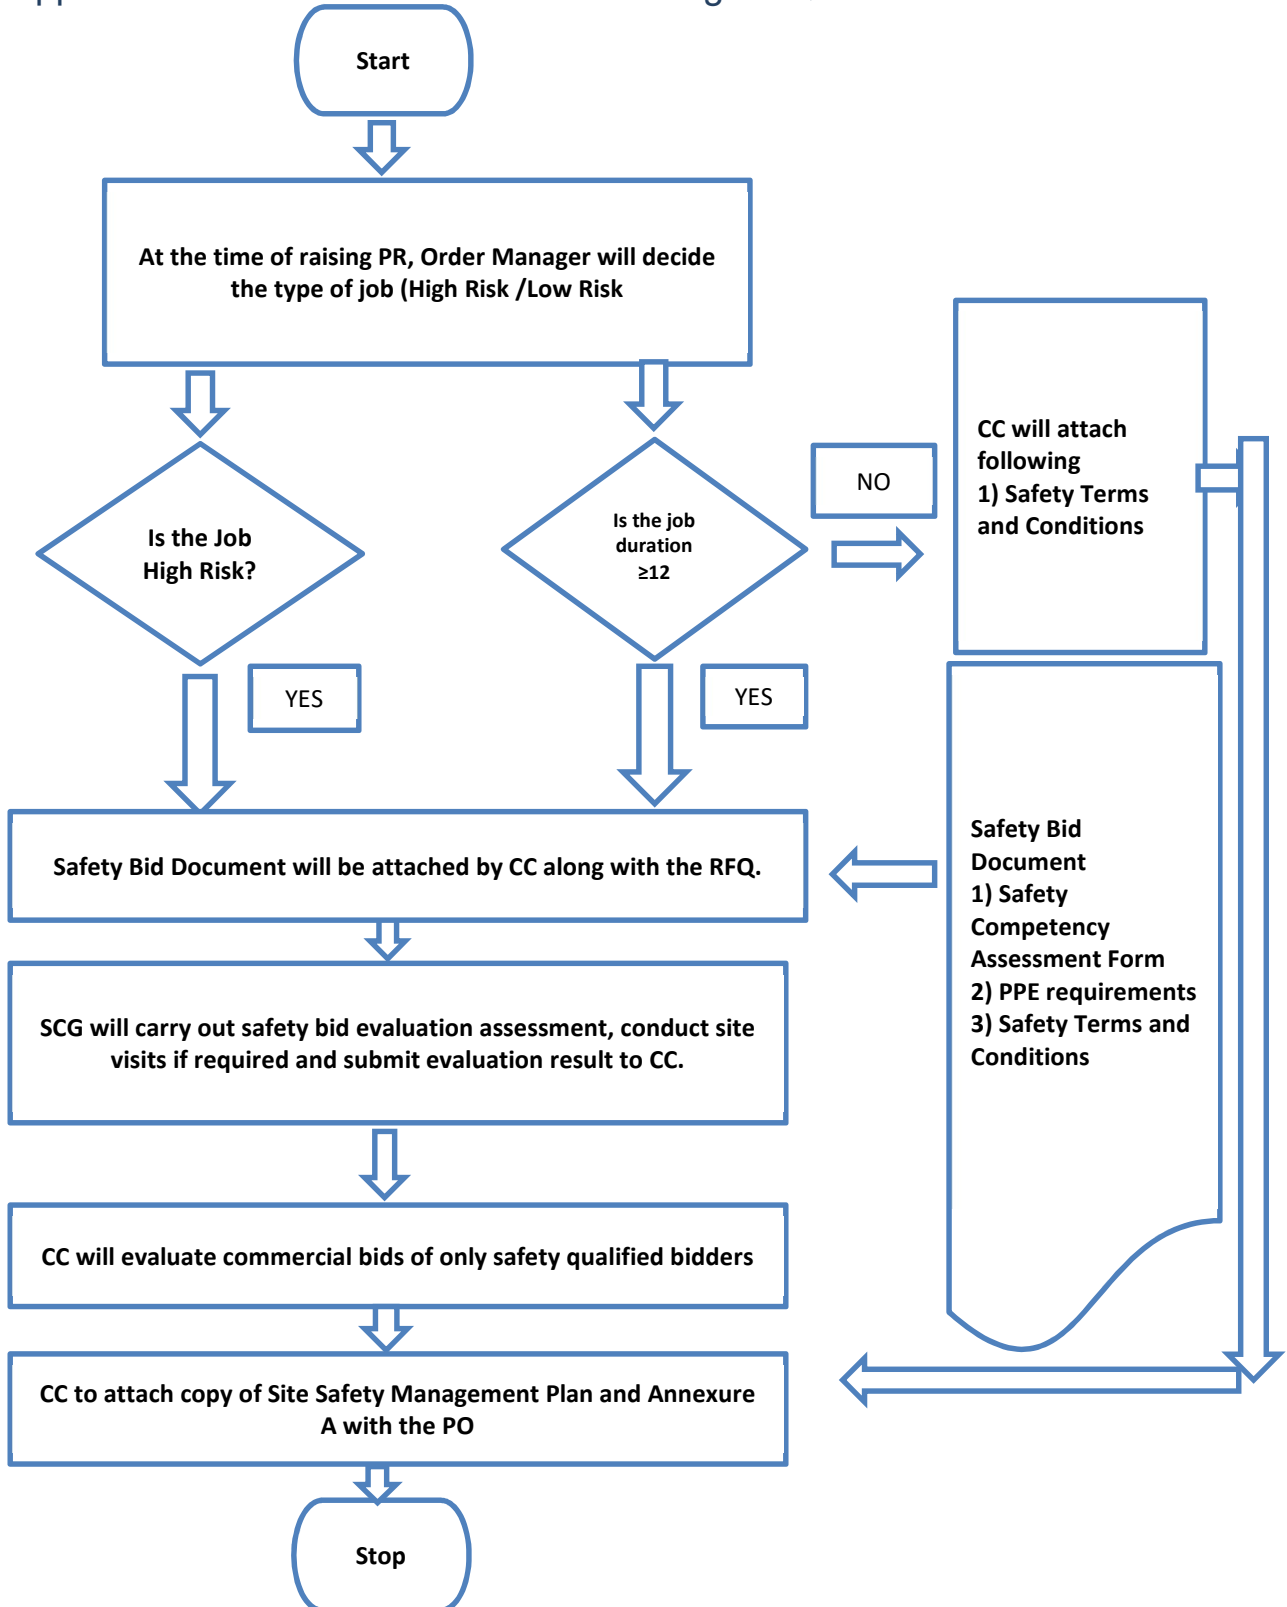 Start
At the time of raising PR, Order Manager will decide
the type of job (High Risk /Low Risk
Is the Job
High Risk?
YES
Is the job
duration
≥12
YES
NO
CC will attach
following
1) Safety Terms
and Conditions
Safety Bid Document will be attached by CC along with the RFQ.
Safety Bid
Document
1) Safety
Competency
Assessment Form
2) PPE requirements
3) Safety Terms and
Conditions
SCG will carry out safety bid evaluation assessment, conduct site
visits if required and submit evaluation result to CC.
CC will evaluate commercial bids of only safety qualified bidders
CC to attach copy of Site Safety Management Plan and Annexure
A with the PO
Stop